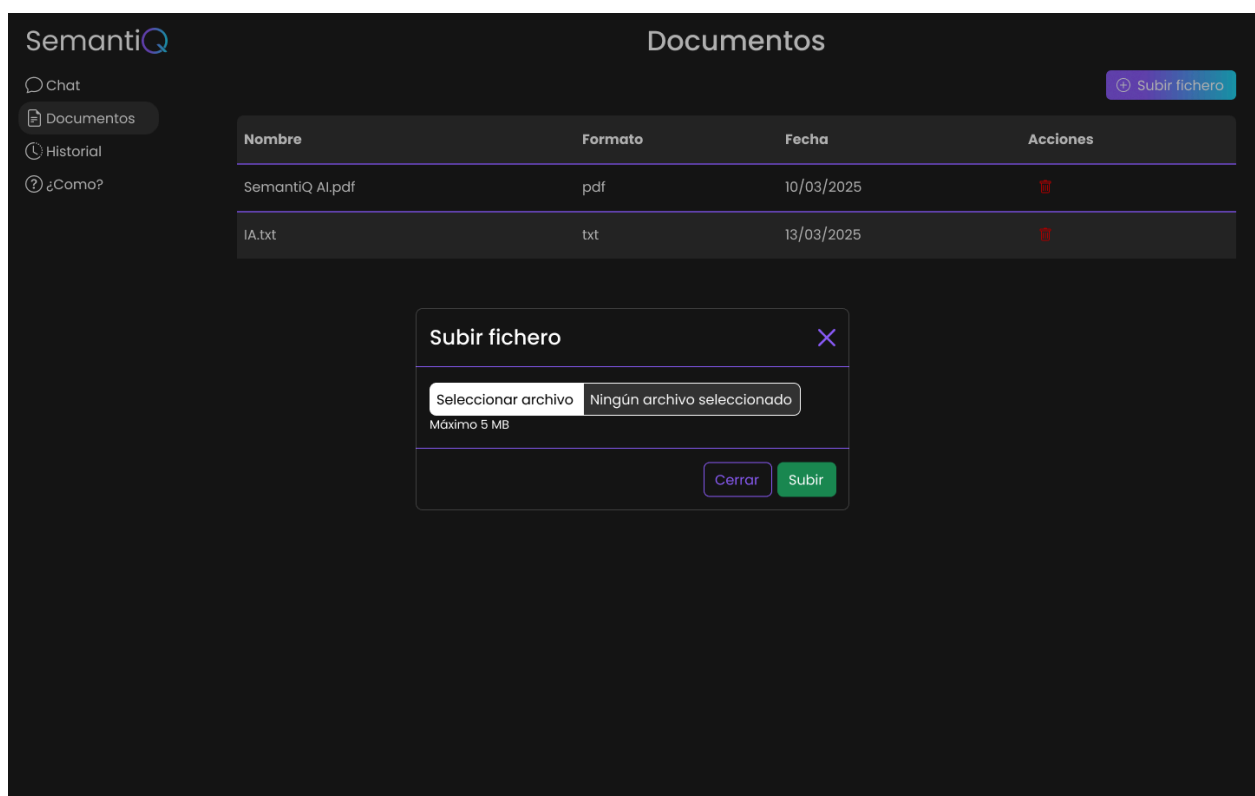 SemantiQ
Documentos
Chat
Documentos
Historial
¿Como?
Subir fichero
Nombre Formato Fecha Acciones
SemantiQ AI.pdf pdf 10/03/2025
IA.txt txt 13/03/2025
Subir fichero
Seleccionar archivo Ningún archivo seleccionado
Máximo 5 MB
Cerrar Subir